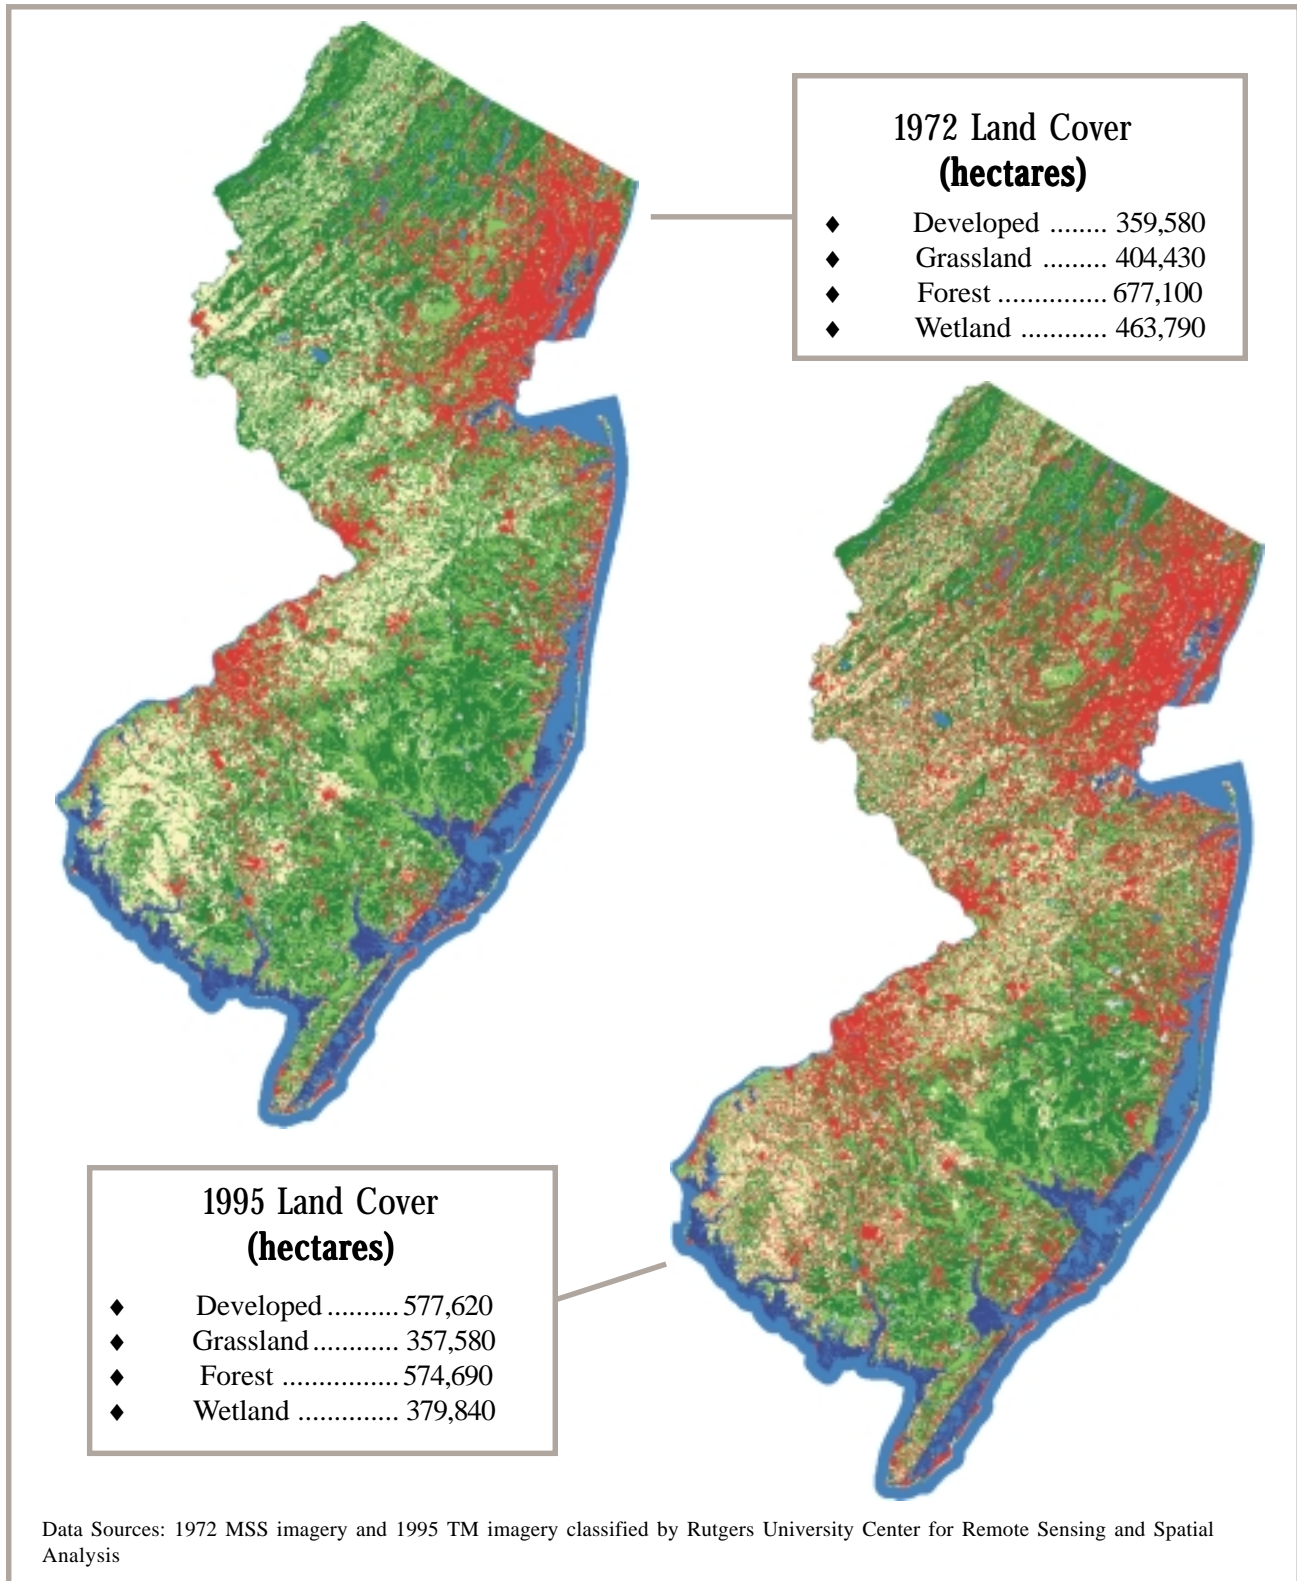 1972 Land Cover
(hectares)
♦ Developed ........ 359,580
♦ Grassland ......... 404,430
♦ Forest ............... 677,100
♦ Wetland ............ 463,790
1995 Land Cover
(hectares)
♦ Developed .......... 577,620
♦ Grassland ............ 357,580
♦ Forest ................ 574,690
♦ Wetland .............. 379,840
Data Sources: 1972 MSS imagery and 1995 TM imagery classified by Rutgers University Center for Remote Sensing and Spatial
Analysis